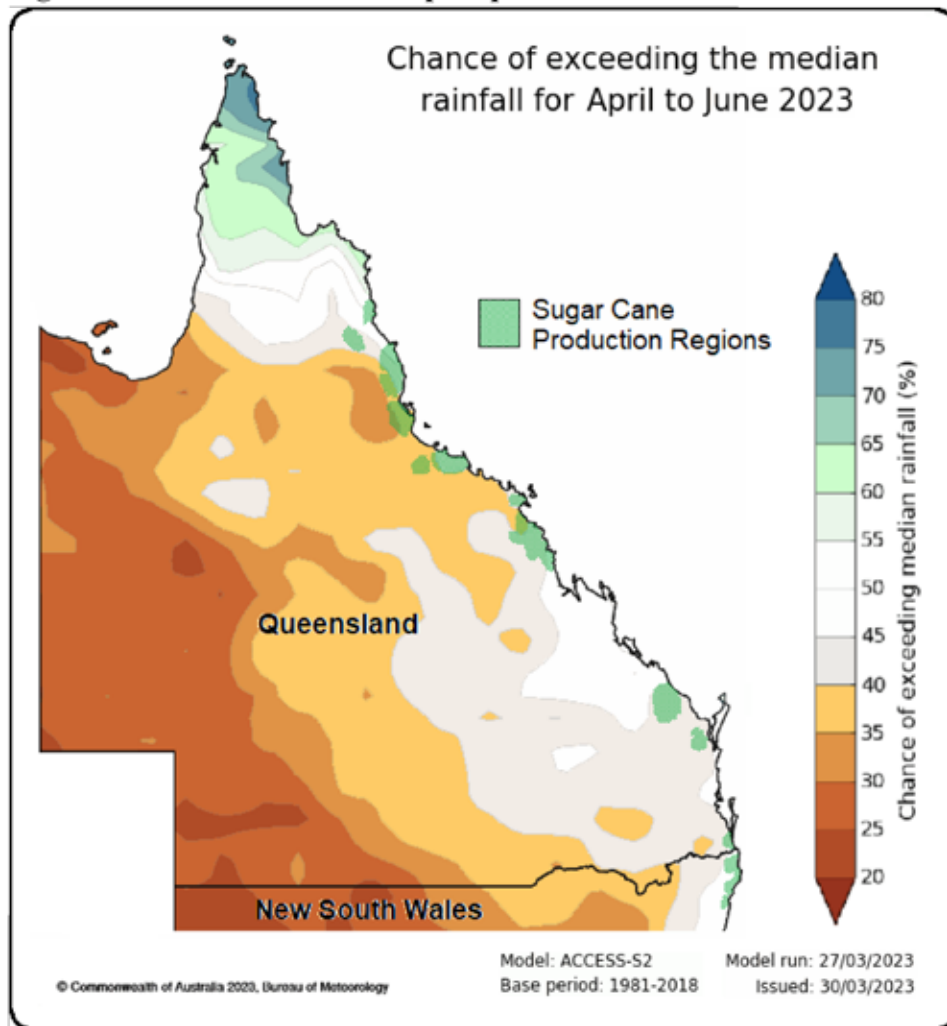 Chance of exceeding the median
rainfall for April to June 2023
Sugar Cane
Production Regions
80
75
70
65
60
55
50
45
40
35
30
25
20
Chance of exceeding median rainfall (%)
Queensland
New South Wales
Model: ACCESS-S2
Base period: 1981-2018
Model run: 27/03/2023
Issued: 30/03/2023
© Commonwealth of Australia 2023, Bureau of Meteorology